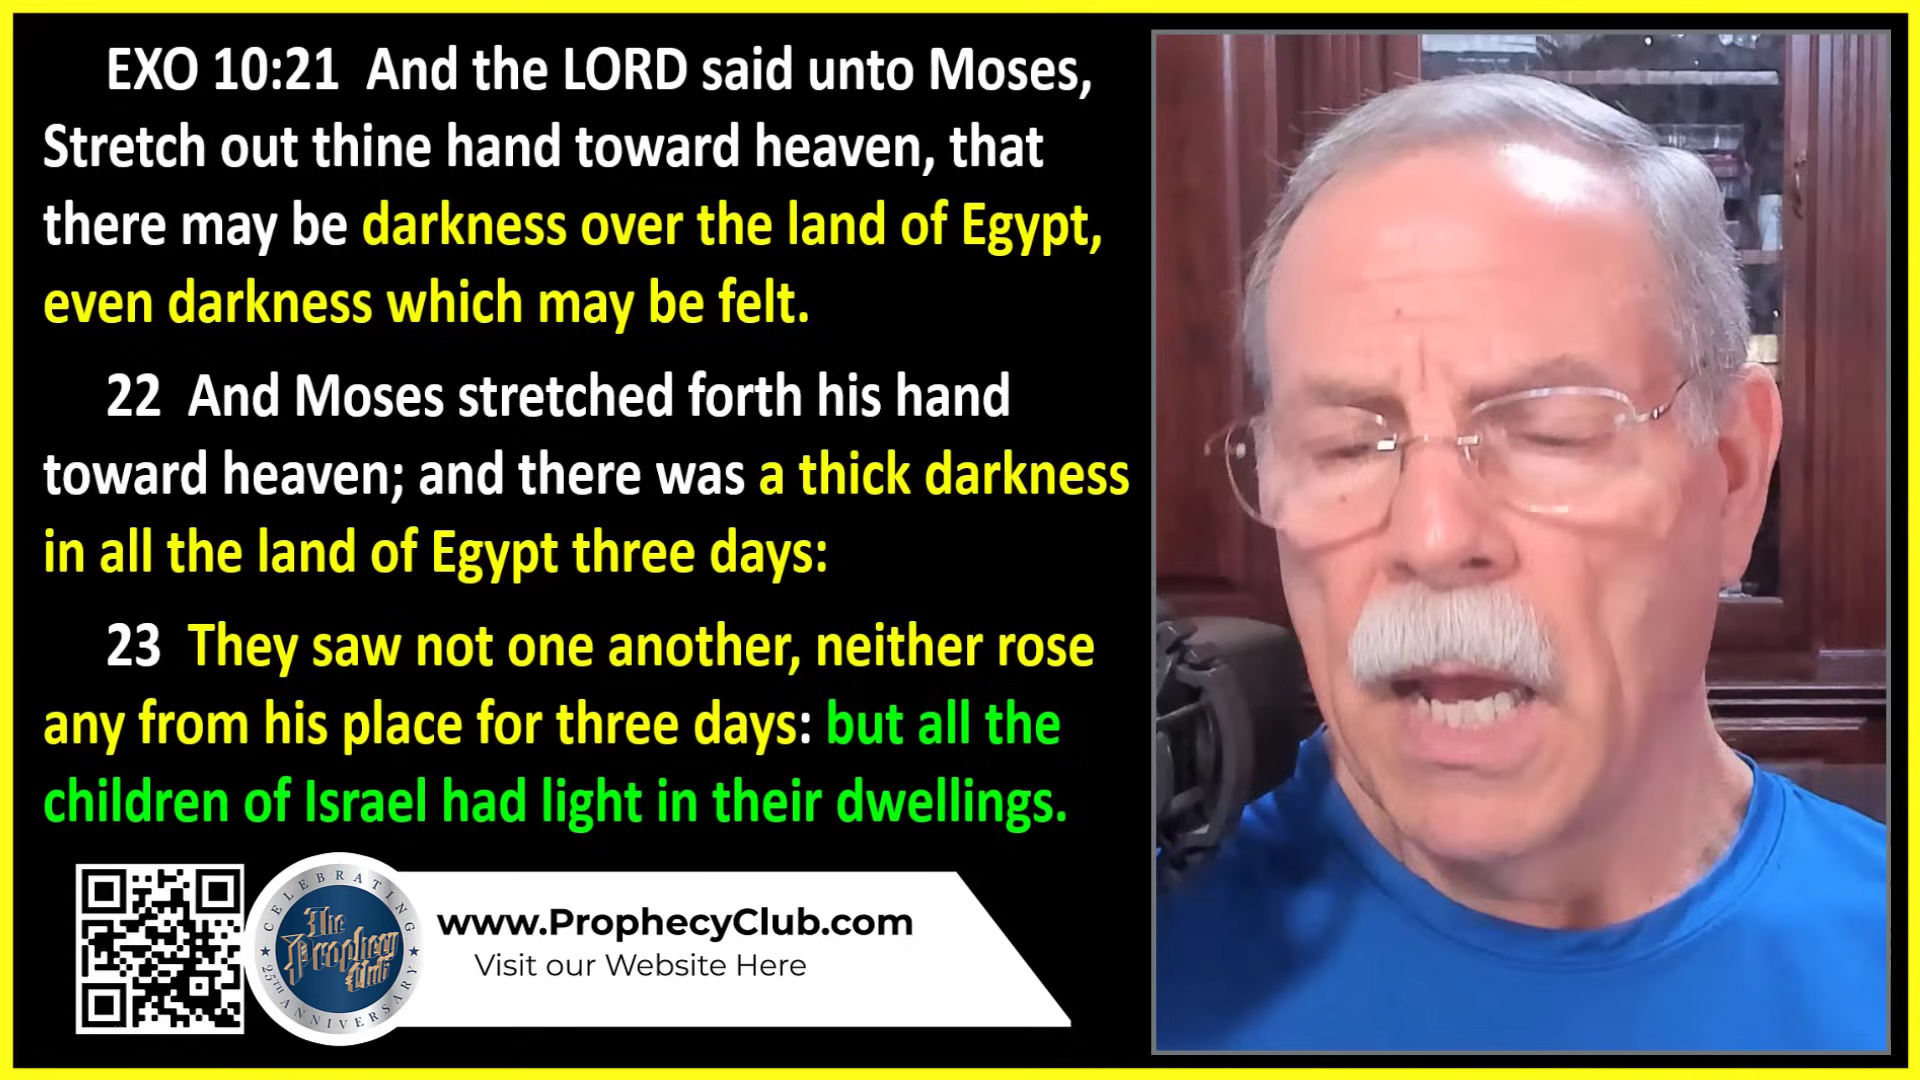 EXO 10:21 And the LORD said unto Moses,
Stretch out thine hand toward heaven, that
there may be darkness over the land of Egypt,
even darkness which may be felt.
22 And Moses stretched forth his hand
toward heaven; and there was a thick darkness
in all the land of Egypt three days:
23 They saw not one another, neither rose
any from his place for three days: but all the
children of Israel had light in their dwellings.
CELEBRATING
The
Prophecy
Club
25TH ANNIVERSARY
www.ProphecyClub.com
Visit our Website Here